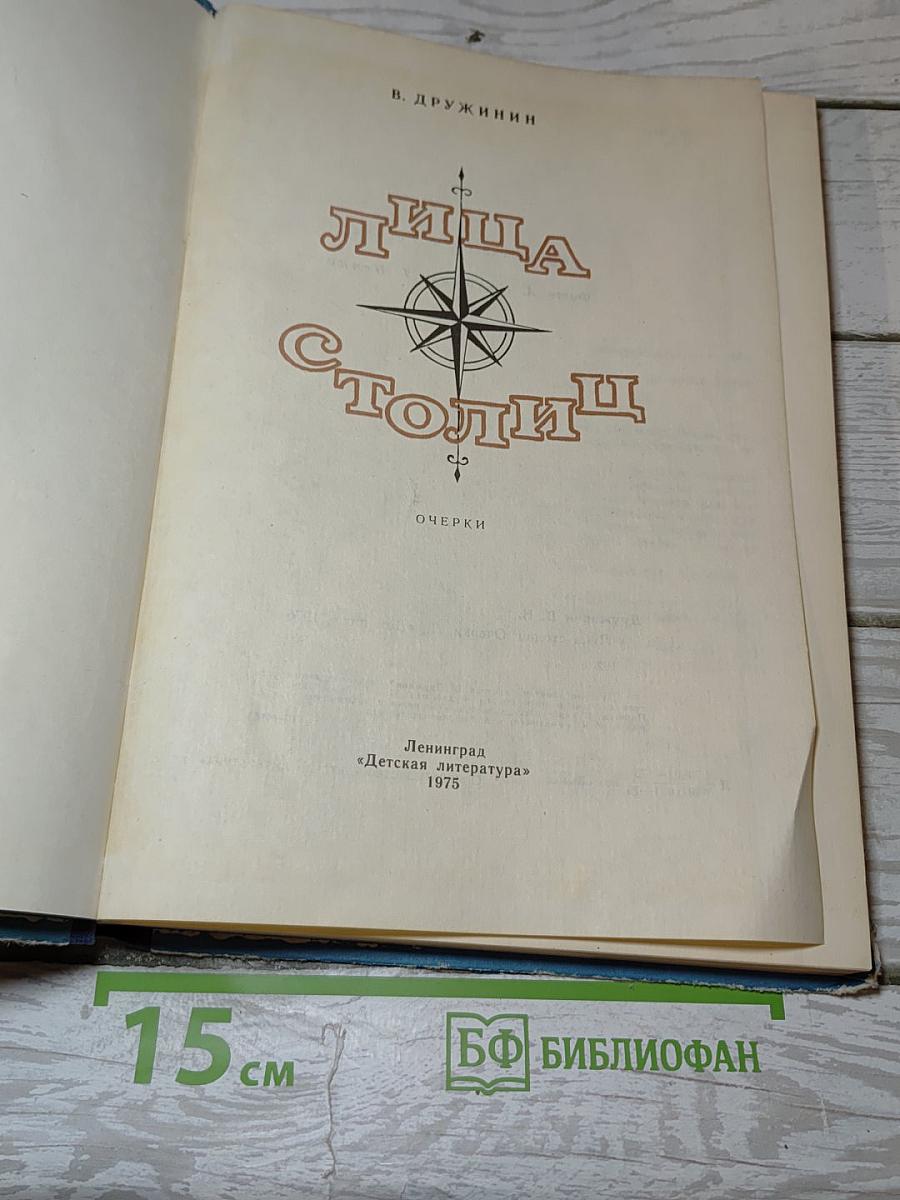 В. ДРУЖИНИН
ЛИЦА
СТОЛИЦ
ОЧЕРКИ
Ленинград
«Детская литература»
1975
15 см
БФ БИБЛИОФАН